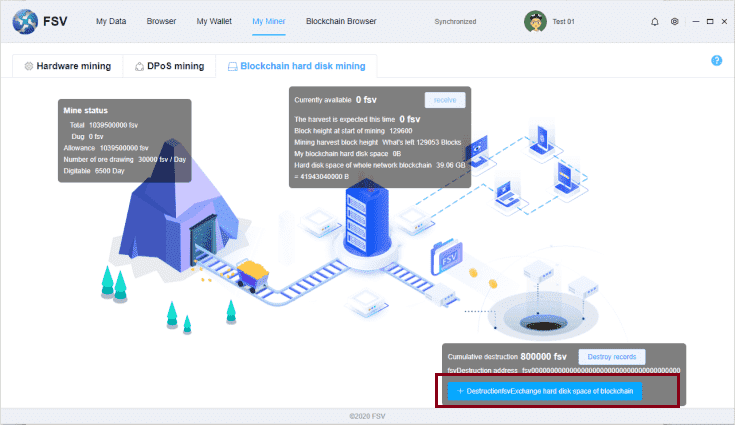 FSV My Data Browser My Wallet My Miner Blockchain Browser Synchronized Test 01
Hardware mining DPoS mining Blockchain hard disk mining ?
Mine status
Total 1039500000 fsv
Dug 0 fsv
Allowance 1039500000 fsv
Number of ore drawing 30000 fsv / Day
Digitable 6500 Day
Currently available 0 fsv receive
The harvest is expected this time 0 fsv
Block height at start of mining 129600
Mining harvest block height What's left 129053 Blocks
My blockchain hard disk space 0B
Hard disk space of whole network blockchain 39.06 GB
= 41943040000 B
FSV
Cumulative destruction 800000 fsv Destroy records
fsvDestruction address fsv0000000000000000000000000000000000000000
+ DestructionfsvExchange hard disk space of blockchain
©2020 FSV